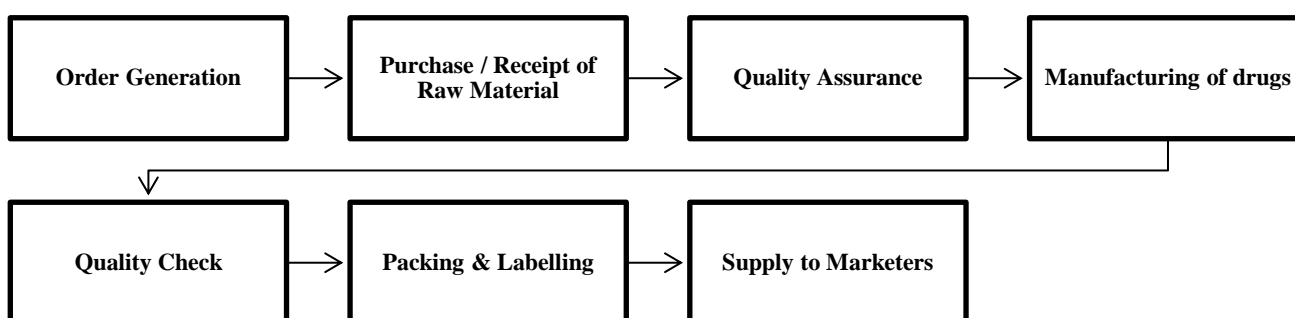 Order Generation
Purchase / Receipt of
Raw Material
Quality Assurance
Manufacturing of drugs
Quality Check
Packing & Labelling
Supply to Marketers